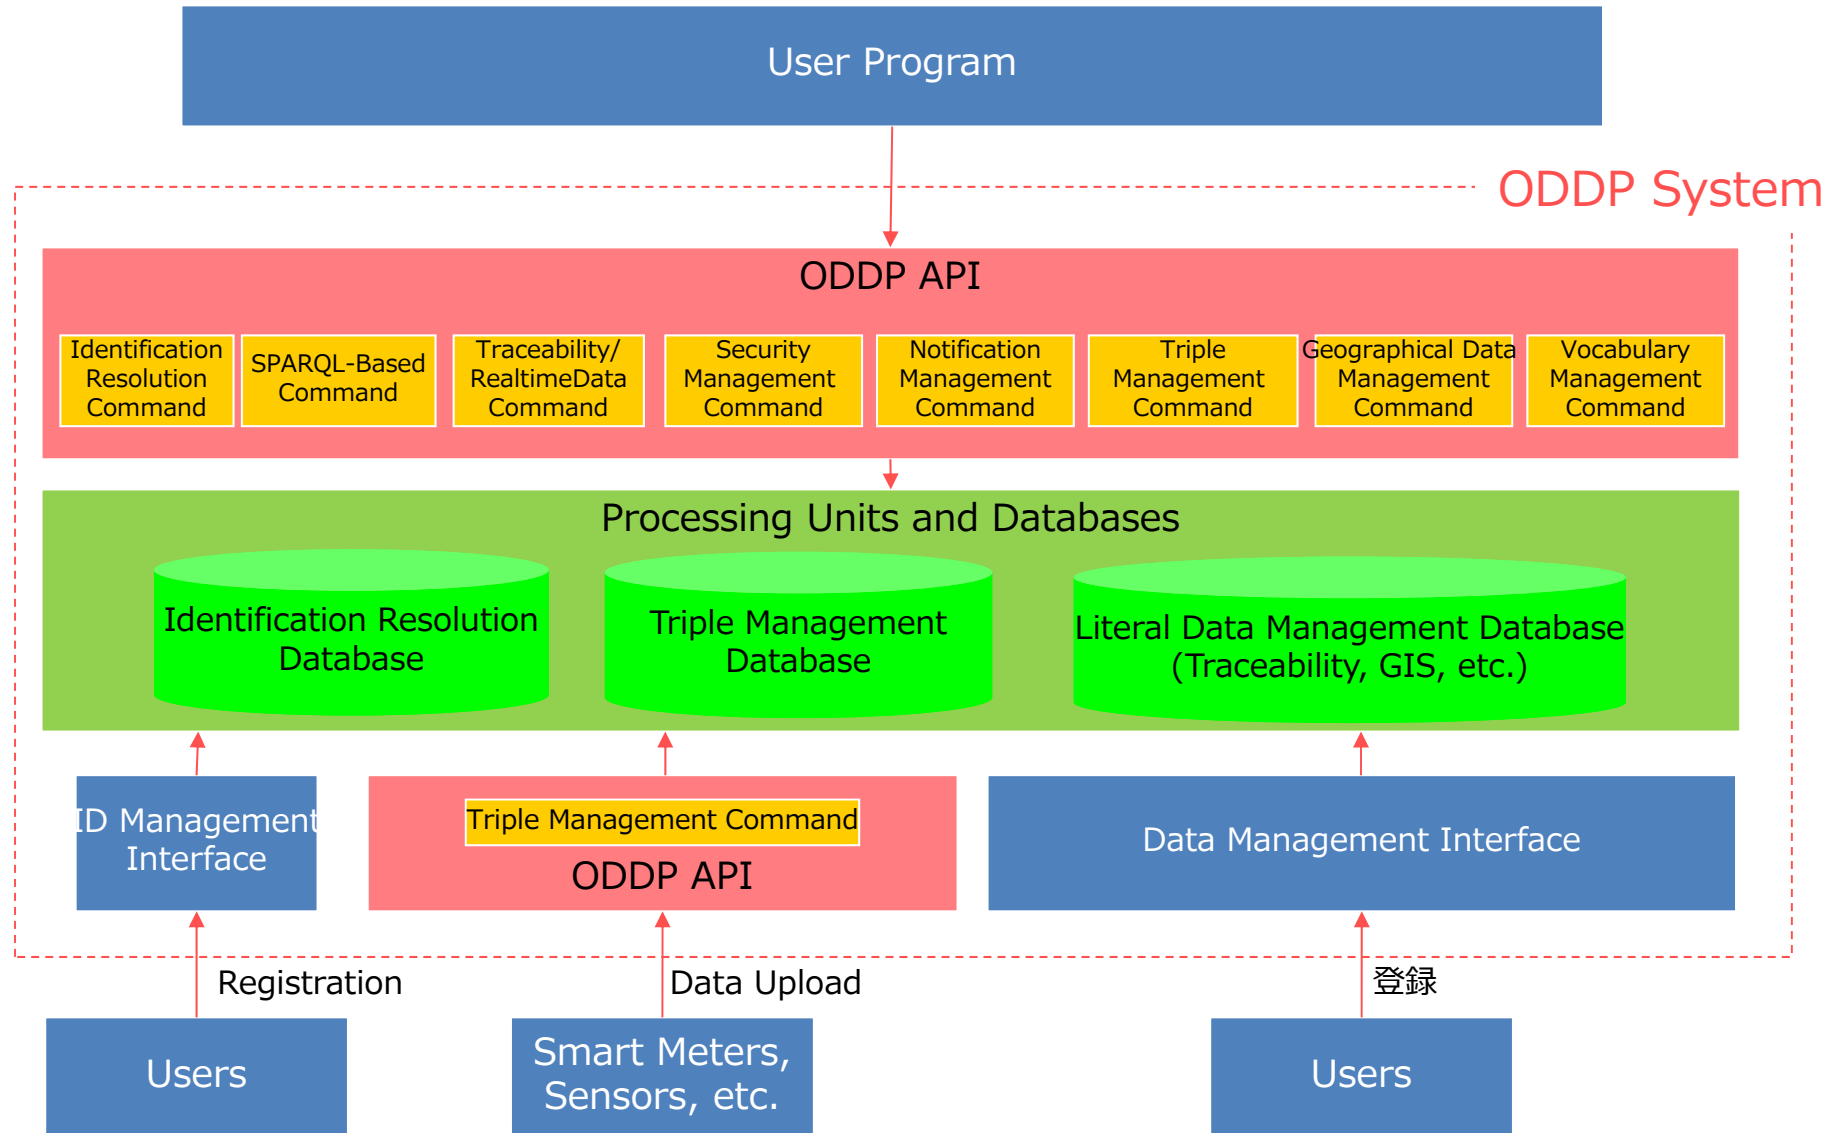 User Program
ODDP System
ODDP API
Identification
Resolution
Command
SPARQL-Based
Command
Traceability/
RealtimeData
Command
Security
Management
Command
Notification
Management
Command
Triple
Management
Command
Geographical Data
Management
Command
Vocabulary
Management
Command
Processing Units and Databases
Identification Resolution
Database
Triple Management
Database
Literal Data Management Database
(Traceability, GIS, etc.)
ID Management
Interface
Triple Management Command
ODDP API
Data Management Interface
Registration
Data Upload
登録
Users
Smart Meters,
Sensors, etc.
Users